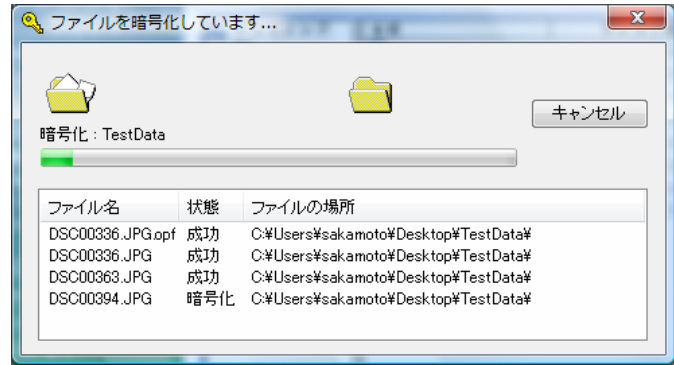 ファイルを暗号化しています...
キャンセル
暗号化 : TestData
ファイル名 状態 ファイルの場所
DSC00336.JPG.opf 成功 C:¥Users¥sakamoto¥Desktop¥TestData¥
DSC00336.JPG 成功 C:¥Users¥sakamoto¥Desktop¥TestData¥
DSC00363.JPG 成功 C:¥Users¥sakamoto¥Desktop¥TestData¥
DSC00394.JPG 暗号化 C:¥Users¥sakamoto¥Desktop¥TestData¥